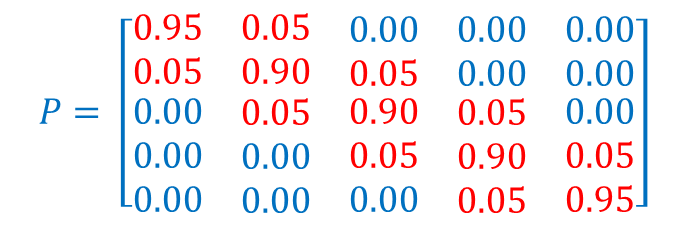 0.95 0.05 0.00 0.00 0.00
0.05 0.90 0.05 0.00 0.00
P = 0.00 0.05 0.90 0.05 0.00
0.00 0.00 0.05 0.90 0.05
0.00 0.00 0.00 0.05 0.95